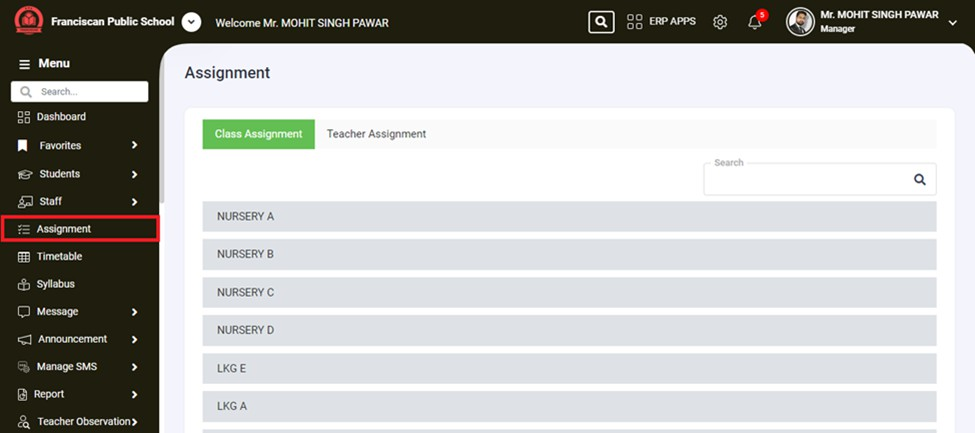 Franciscan Public School
Welcome Mr. MOHIT SINGH PAWAR
ERP APPS
5
Mr. MOHIT SINGH PAWAR
Manager
Menu
Search...
Dashboard
Favorites
Students
Staff
Assignment
Timetable
Syllabus
Message
Announcement
Manage SMS
Report
Teacher Observation
Assignment
Class Assignment
Teacher Assignment
Search
NURSERY A
NURSERY B
NURSERY C
NURSERY D
LKG E
LKG A